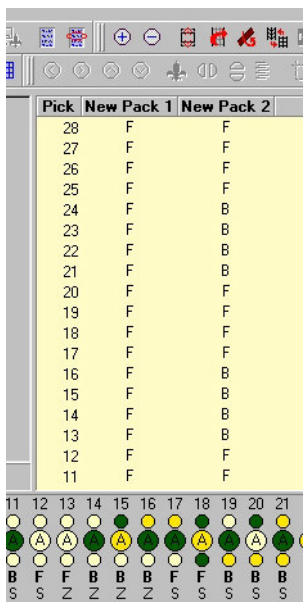 Pick New Pack 1 New Pack 2
28 F F
27 F F
26 F F
25 F F
24 F B
23 F B
22 F B
21 F B
20 F F
19 F F
18 F F
17 F F
16 F B
15 F B
14 F B
13 F B
12 F F
11 F F
11 12 13 14 15 16 17 18 19 20 21
A A A A A A A A A A A
B F F B B B F F B B B
S S Z Z Z Z S S S S S